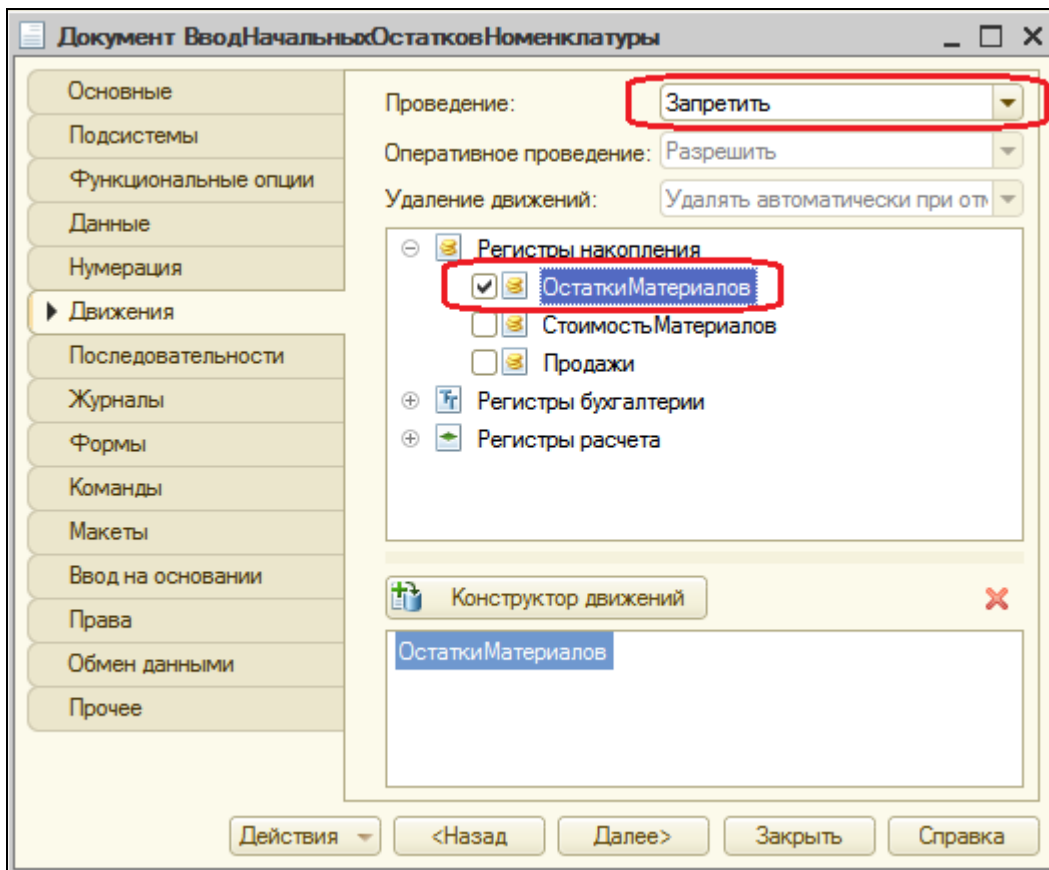 Документ ВводНачальныхОстатковНоменклатуры
Основные
Подсистемы
Функциональные опции
Данные
Нумерация
Движения
Последовательности
Журналы
Формы
Команды
Макеты
Ввод на основании
Права
Обмен данными
Прочее
Проведение: Запретить
Оперативное проведение: Разрешить
Удаление движений: Удалять автоматически при отм
Регистры накопления
ОстаткиМатериалов
СтоимостьМатериалов
Продажи
Регистры бухгалтерии
Регистры расчета
Конструктор движений
ОстаткиМатериалов
Действия <Назад Далее> Закрыть Справка